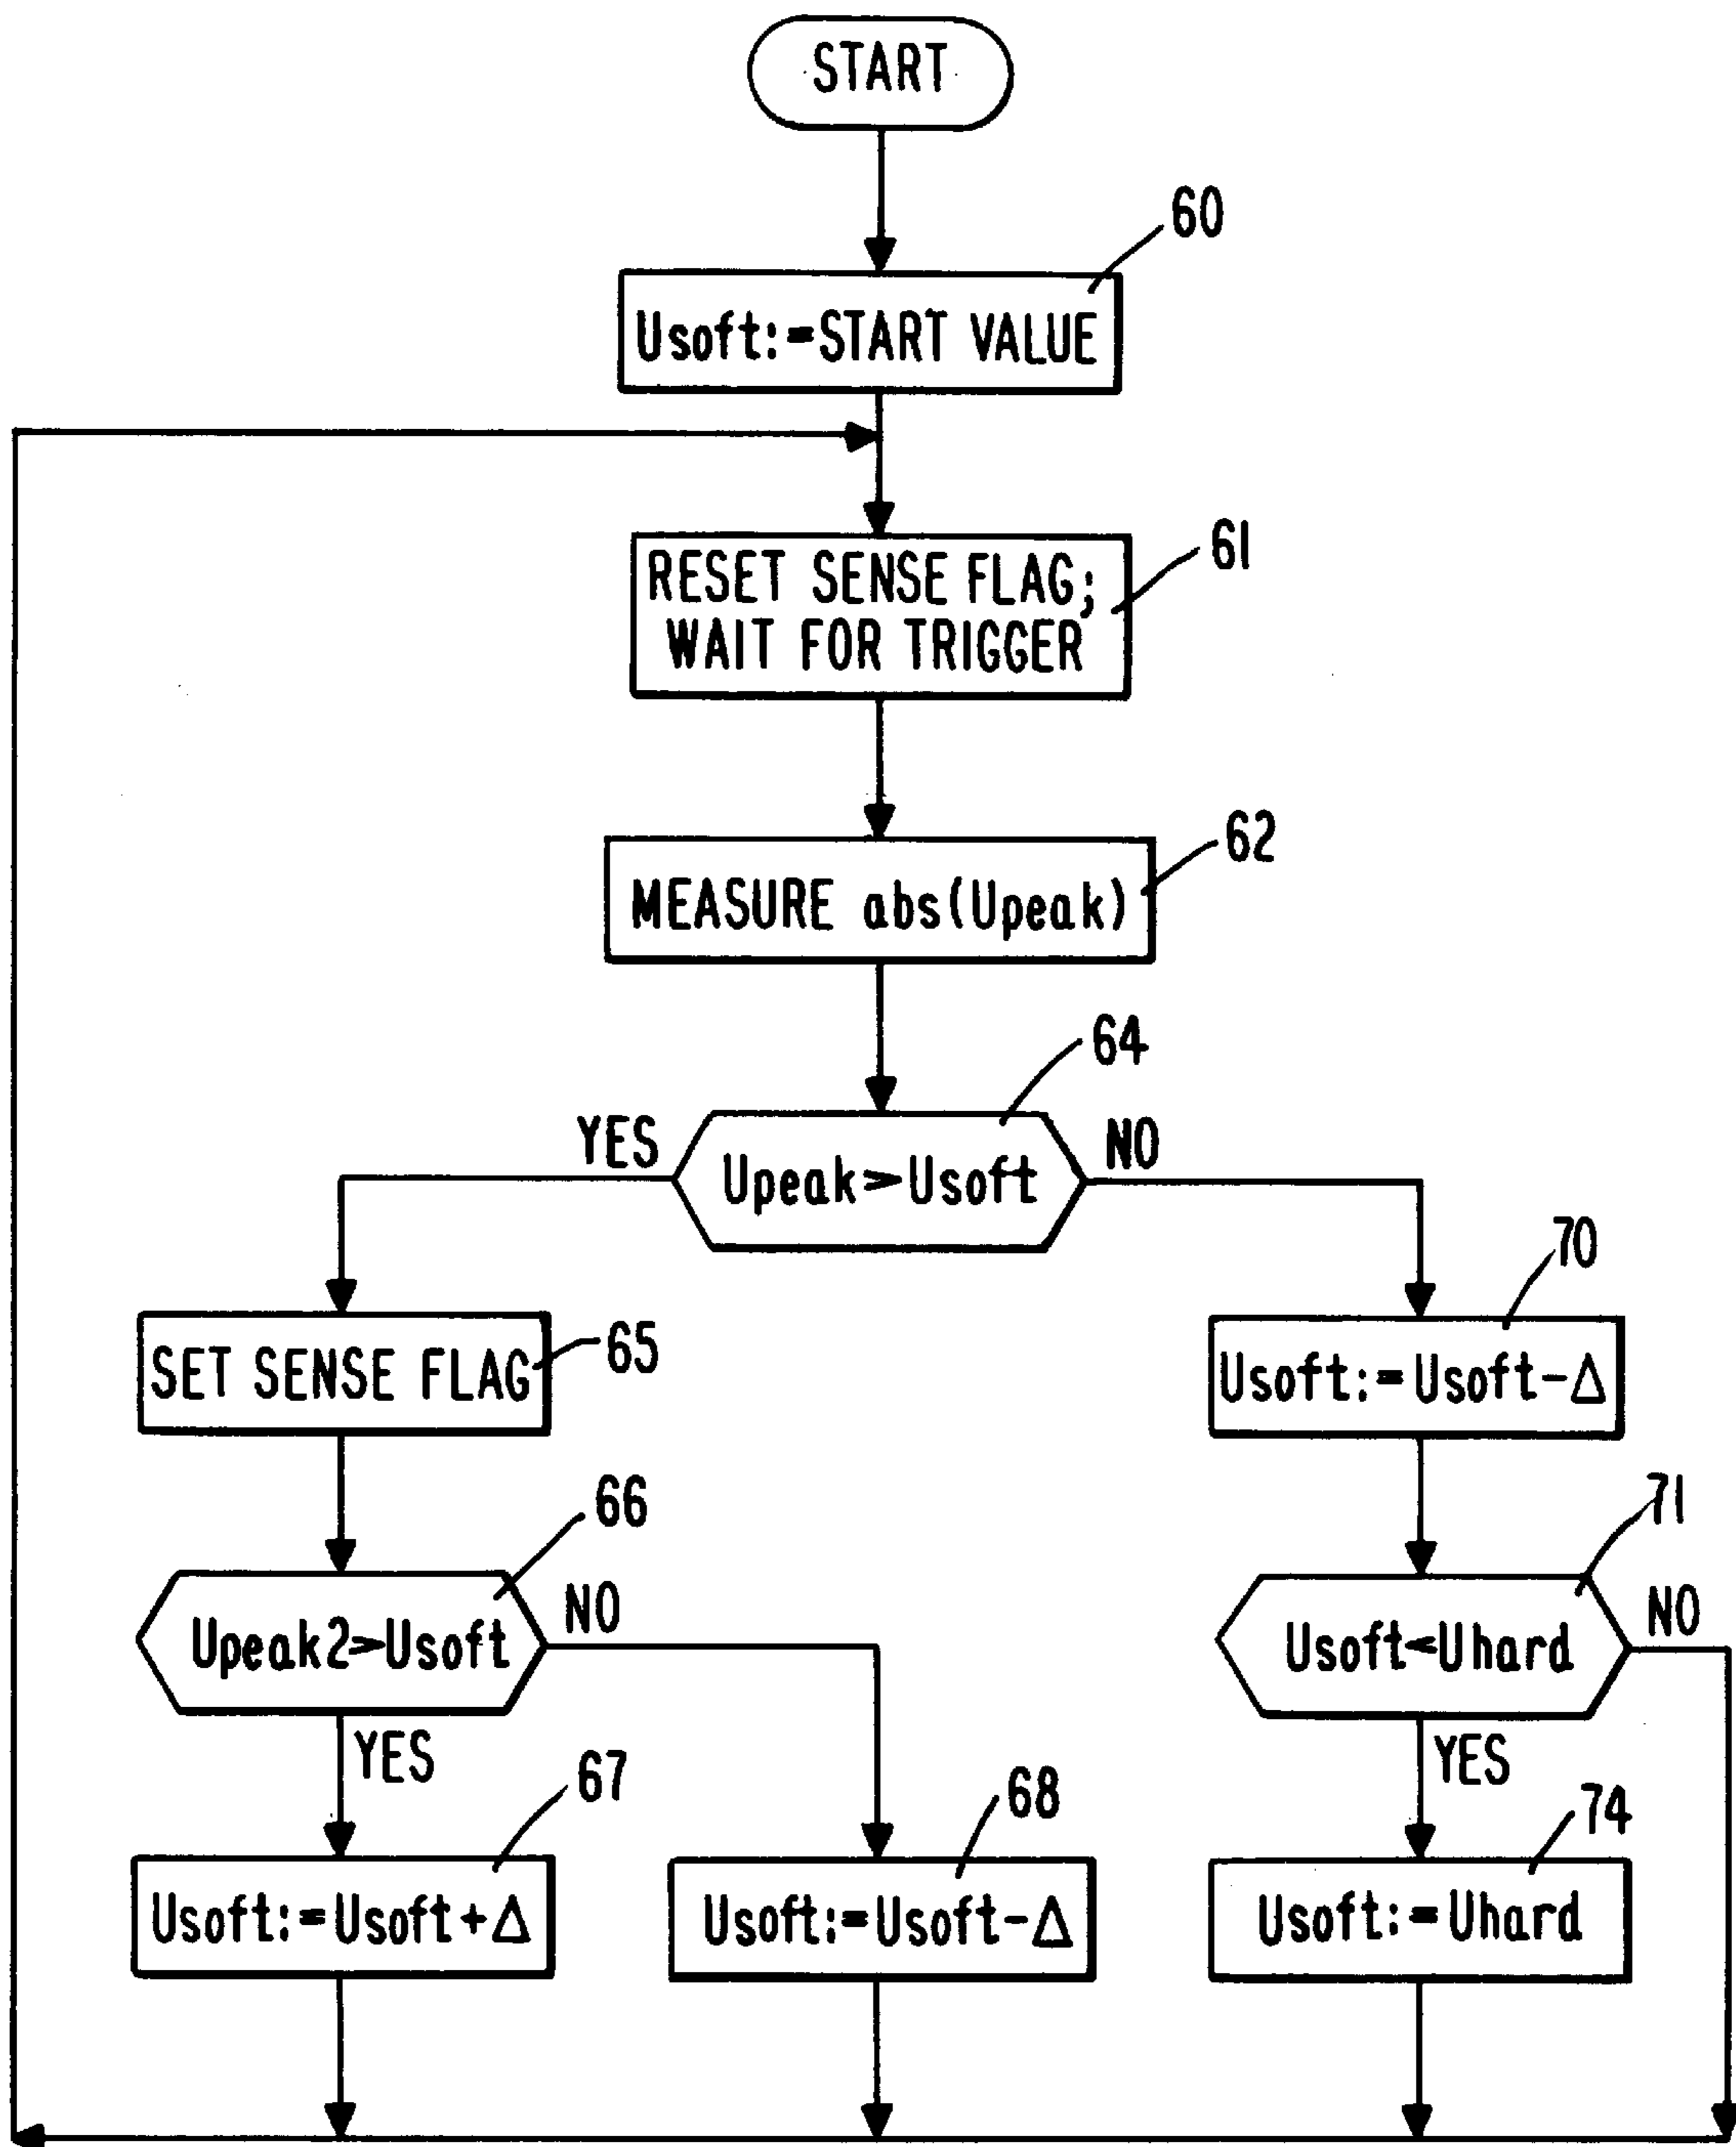 START
60
Usoft:=START VALUE
61
RESET SENSE FLAG;
WAIT FOR TRIGGER
62
MEASURE abs(Upeak)
64
YES
NO
Upeak>Usoft
70
65
SET SENSE FLAG
Usoft:=Usoft-Δ
66
71
NO
NO
Upeak2>Usoft
Usoft<Uhard
YES
YES
67
68
74
Usoft:=Usoft+Δ
Usoft:=Usoft-Δ
Usoft:=Uhard